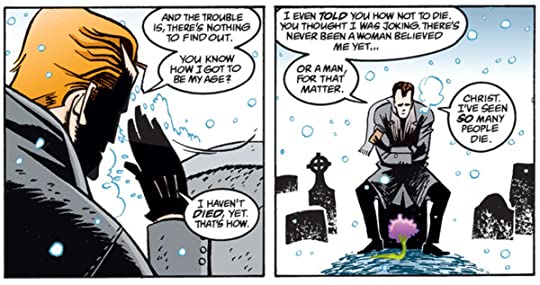 AND THE TROUBLE
IS, THERE'S NOTHING
TO FIND OUT.
YOU KNOW
HOW I GOT TO
BE MY AGE?
I HAVEN'T
DIED, YET.
THAT'S HOW.
I EVEN TOLD YOU HOW NOT TO DIE.
YOU THOUGHT I WAS JOKING. THERE'S
NEVER BEEN A WOMAN BELIEVED
ME YET...
OR A MAN,
FOR THAT
MATTER.
CHRIST.
I'VE SEEN
SO MANY
PEOPLE
DIE.